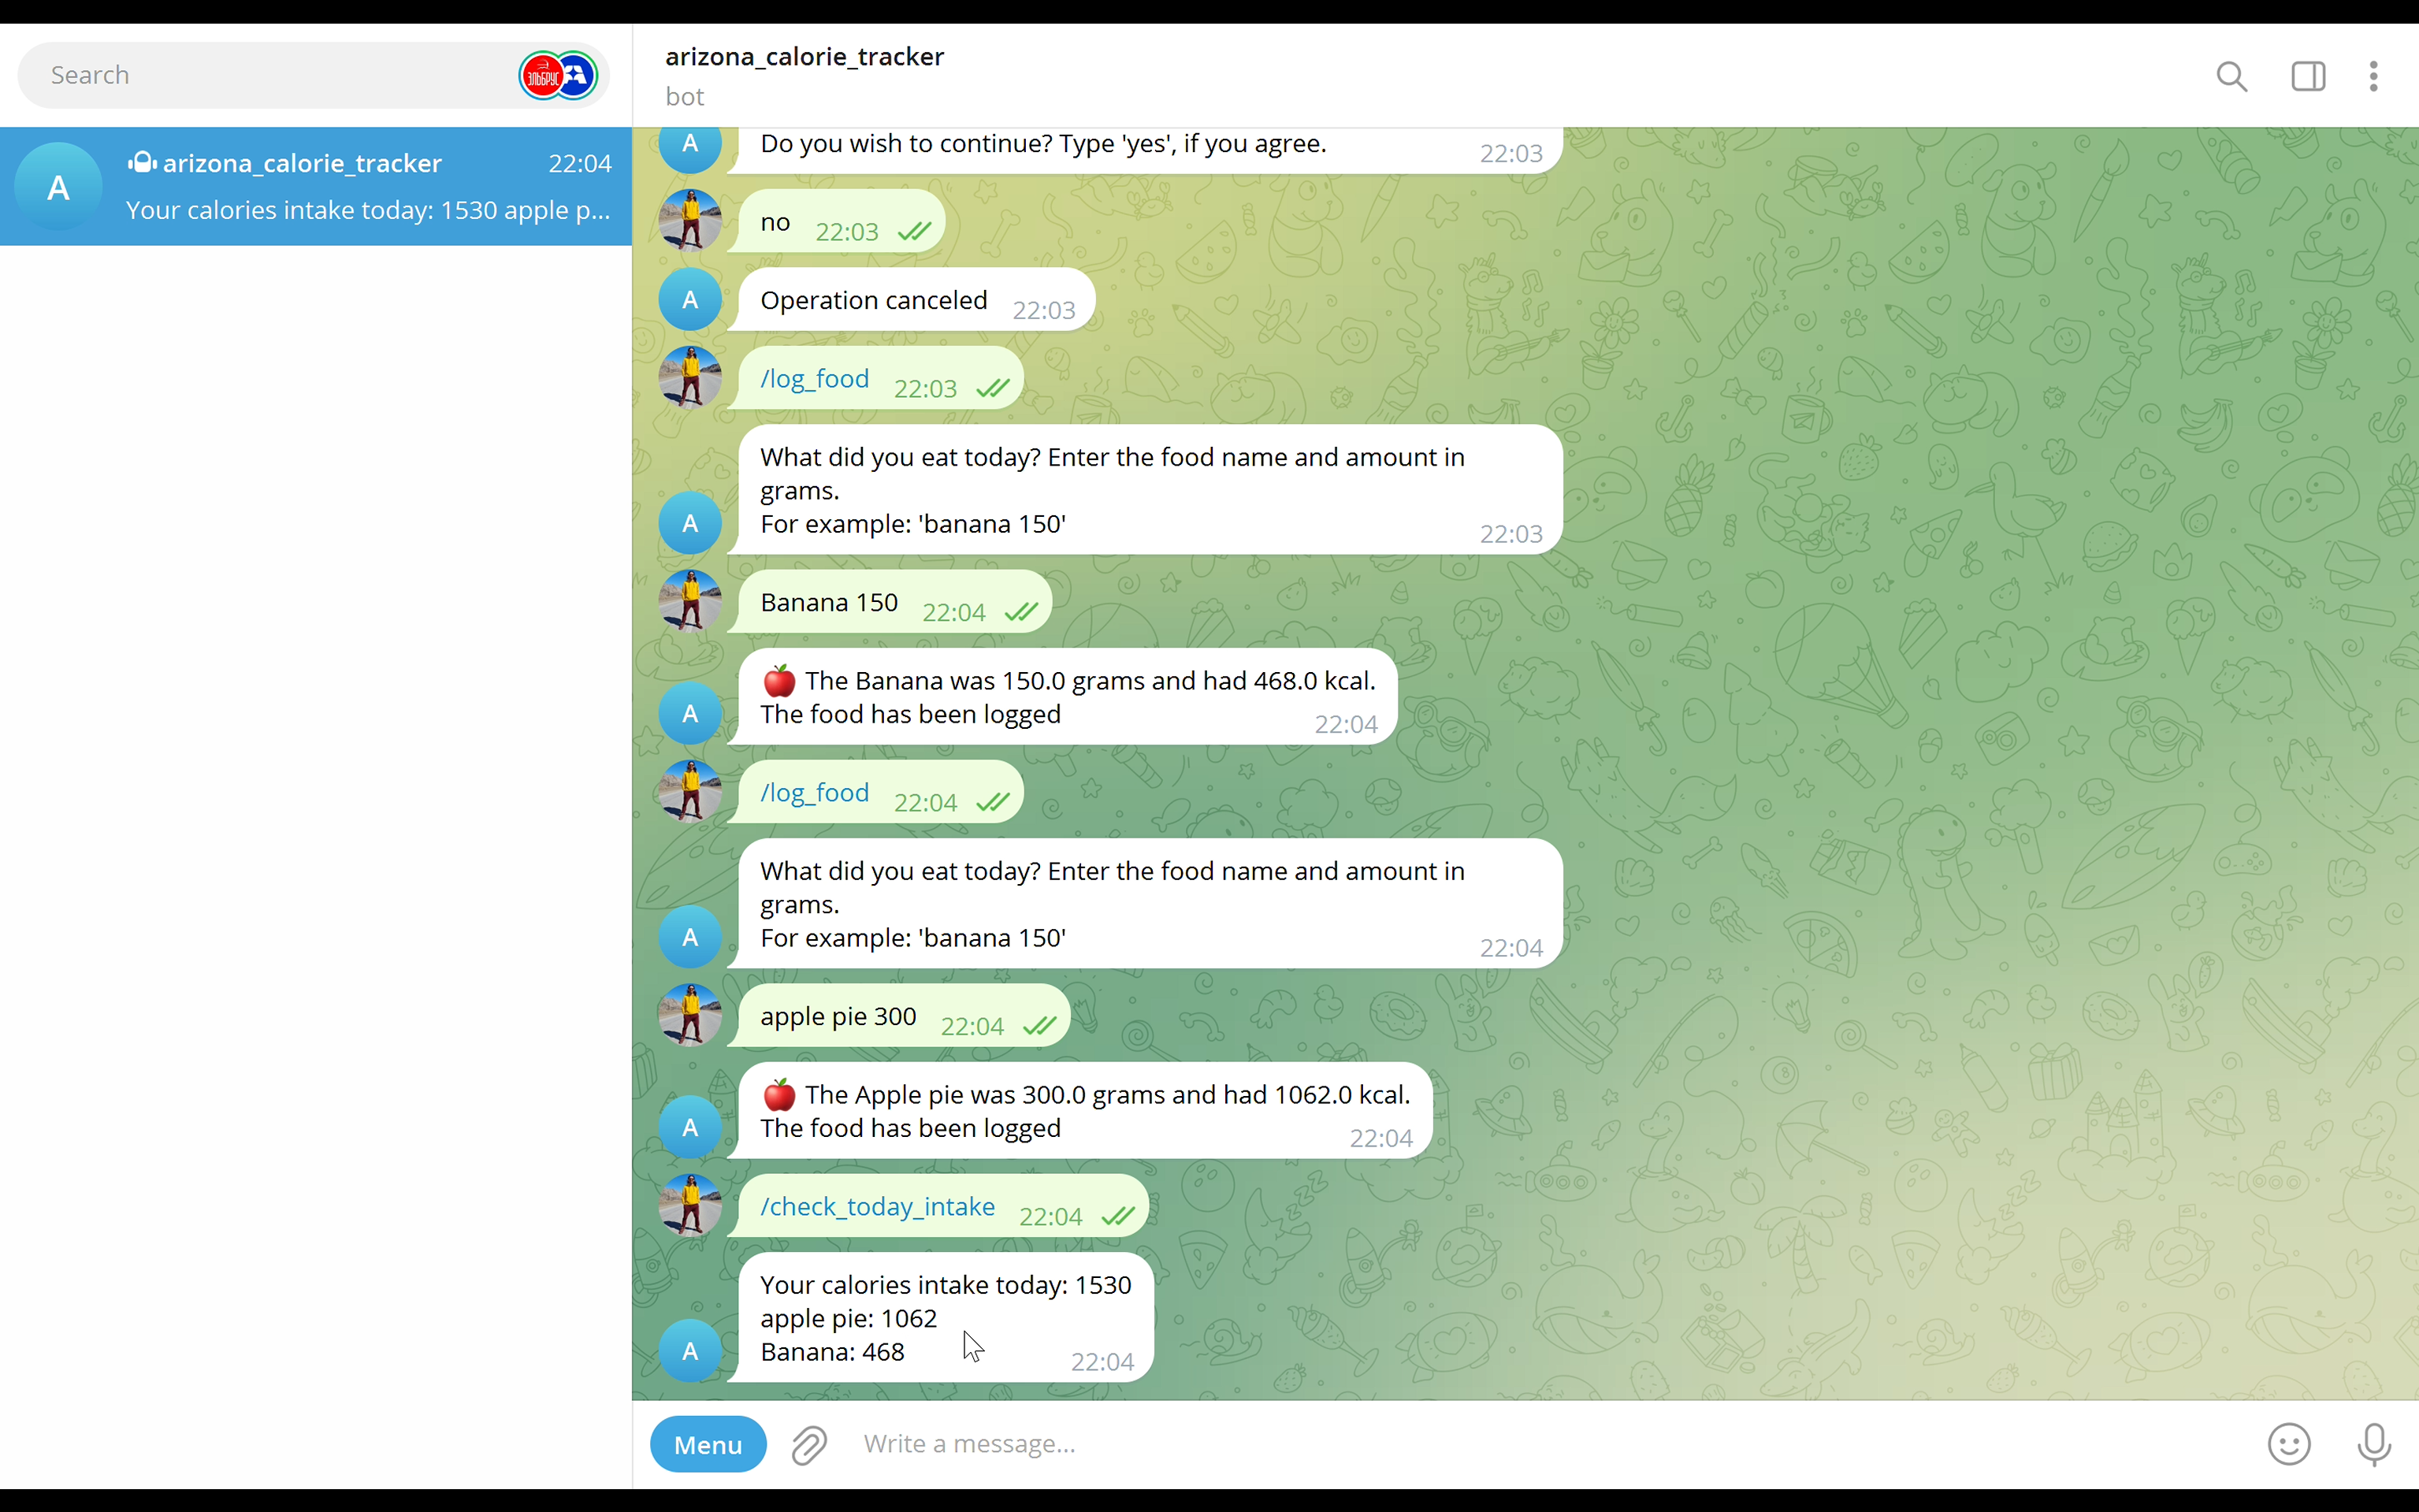 Search
ЭЛЬБРУС
A
arizona_calorie_tracker
22:04
Your calories intake today: 1530 apple p...
arizona_calorie_tracker
bot
A
Do you wish to continue? Type 'yes', if you agree.
22:03
no 22:03
A
Operation canceled 22:03
/log_food 22:03
What did you eat today? Enter the food name and amount in
grams.
A
For example: 'banana 150' 22:03
Banana 150 22:04
🍎 The Banana was 150.0 grams and had 468.0 kcal.
A
The food has been logged 22:04
/log_food 22:04
What did you eat today? Enter the food name and amount in
grams.
A
For example: 'banana 150' 22:04
apple pie 300 22:04
🍎 The Apple pie was 300.0 grams and had 1062.0 kcal.
A
The food has been logged 22:04
/check_today_intake 22:04
Your calories intake today: 1530
apple pie: 1062
A
Banana: 468 22:04
Menu
Write a message...